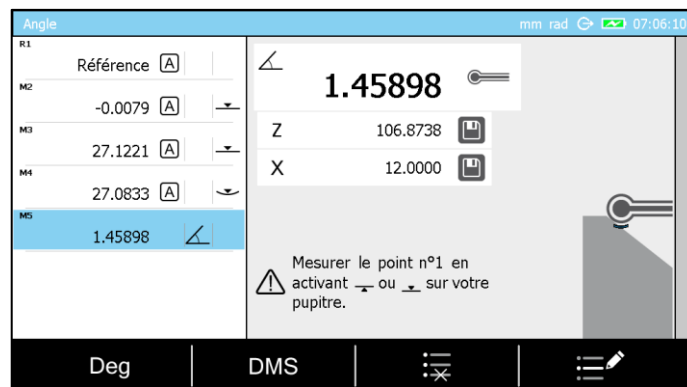 Angle
mm rad 07:06:10
R1
Référence A
M2
-0.0079 A
M3
27.1221 A
M4
27.0833 A
M5
1.45898
1.45898
Z 106.8738
X 12.0000
Mesurer le point n°1 en
activant ou sur votre
pupitre.
Deg
DMS